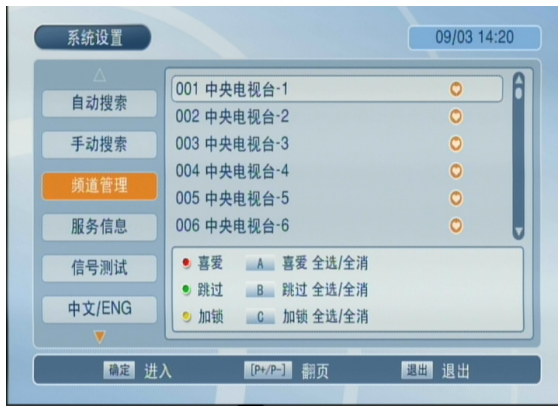 系统设置
09/03 14:20
自动搜索
手动搜索
频道管理
服务信息
信号测试
中文/ENG
001 中央电视台-1
002 中央电视台-2
003 中央电视台-3
004 中央电视台-4
005 中央电视台-5
006 中央电视台-6
喜爱 A 喜爱 全选/全消
跳过 B 跳过 全选/全消
加锁 C 加锁 全选/全消
确定 进入 [P+/P-] 翻页 退出 退出